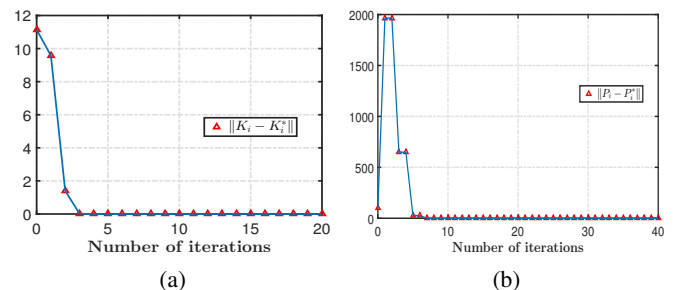 12
10
8
6
4
2
0
‖K_i − K_i^*‖
0 5 10 15 20
Number of iterations
(a)
2000
1500
1000
500
0
‖P_i − P_i^*‖
0 10 20 30 40
Number of iterations
(b)